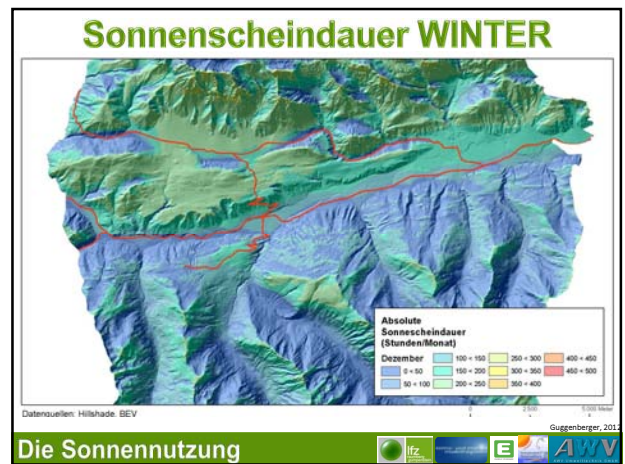 Sonnenscheindauer WINTER
Absolute
Sonnescheindauer
(Stunden/Monat)
Dezember
0 < 50
50 < 100
100 < 150
150 < 200
200 < 250
250 < 300
300 < 350
350 < 400
400 < 450
450 < 500
0 2.500 5.000 Meter
Datenquellen: Hillshade, BEV
Guggenberger, 2012
Die Sonnennutzung
lfz
E
AWV